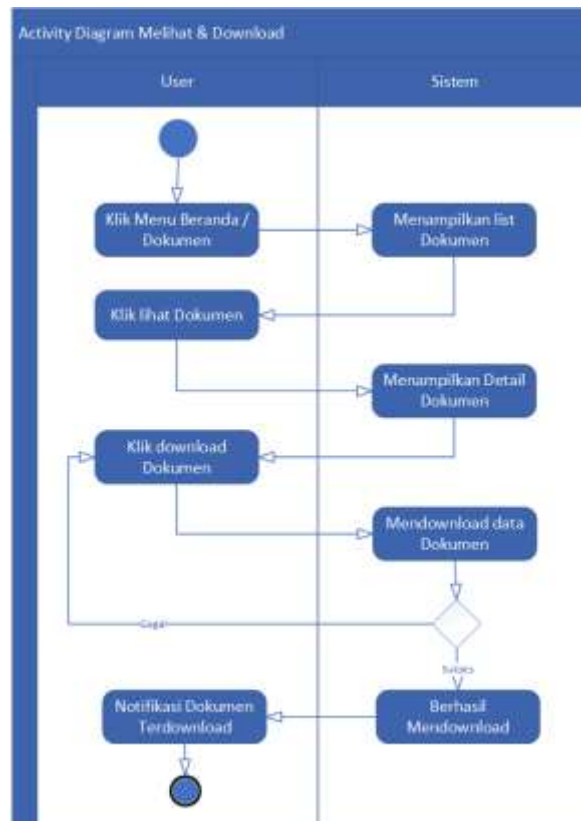 Activity Diagram Melihat & Download
User
Sistem
Klik Menu Beranda /
Dokumen
Menampilkan list
Dokumen
Klik lihat Dokumen
Menampilkan Detail
Dokumen
Klik download
Dokumen
Mendownload data
Dokumen
Gagal
Sukses
Notifikasi Dokumen
Terdownload
Berhasil
Mendownload